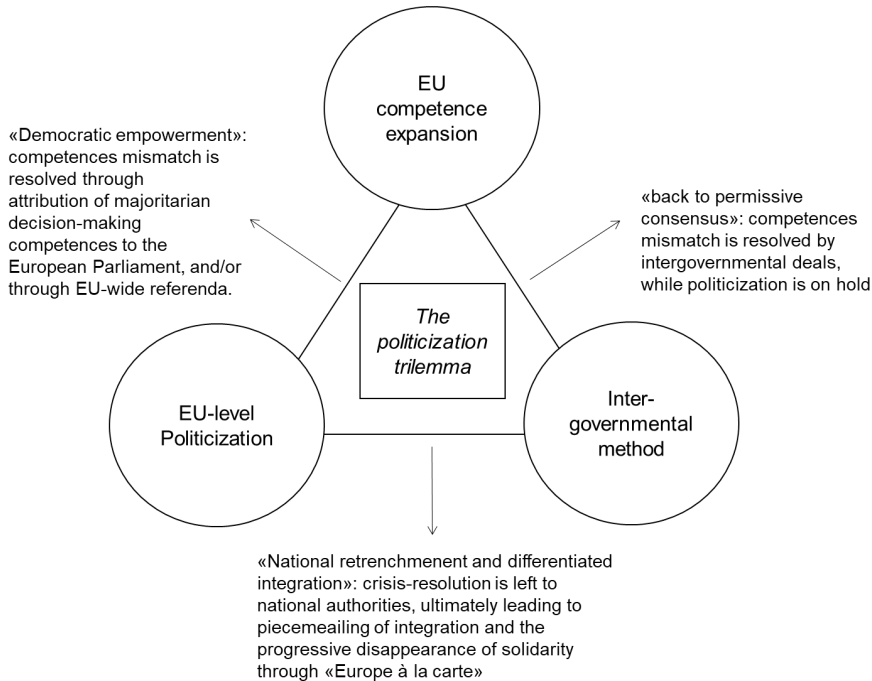 EU
competence
expansion
«Democratic empowerment»:
competences mismatch is
resolved through
attribution of majoritarian
decision-making
competences to the
European Parliament, and/or
through EU-wide referenda.
«back to permissive
consensus»: competences
mismatch is resolved by
intergovernmental deals,
while politicization is on hold
The
politicization
trilemma
EU-level
Politicization
Inter-
governmental
method
«National retrenchmenent and differentiated
integration»: crisis-resolution is left to
national authorities, ultimately leading to
piecemeailing of integration and the
progressive disappearance of solidarity
through «Europe à la carte»